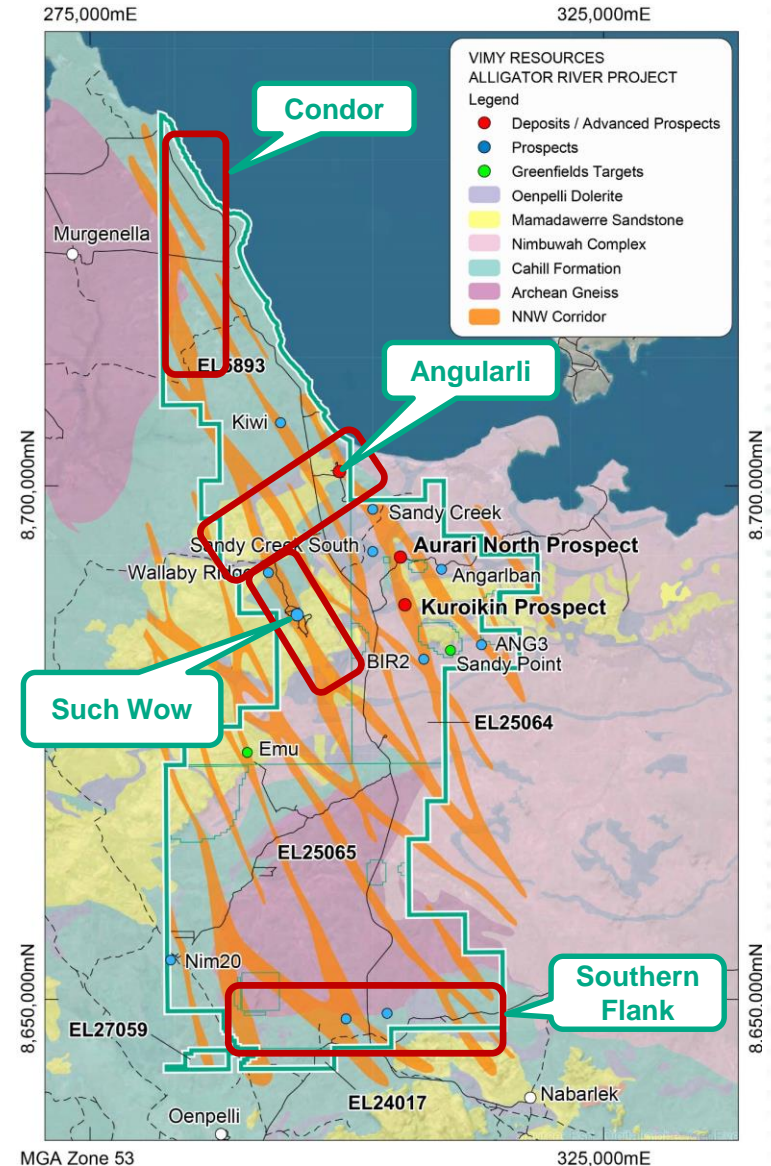 275,000mE
325,000mE
VIMY RESOURCES
ALLIGATOR RIVER PROJECT
Legend
Deposits / Advanced Prospects
Prospects
Greenfields Targets
Oenpelli Dolerite
Mamadawerre Sandstone
Nimbuwah Complex
Cahill Formation
Archean Gneiss
NNW Corridor
Condor
Murgenella
EL5893
Angularli
Kiwi
8,700,000mN
8,700,000mN
Sandy Creek
Sandy Creek South
Aurari North Prospect
Wallaby Ridge
Angarlban
Kuroikin Prospect
ANG3
BIR2
Sandy Point
Such Wow
EL25064
Emu
EL25065
Nim20
Southern
Flank
8,650,000mN
8,650,000mN
EL27059
EL24017
Nabarlek
Oenpelli
MGA Zone 53
325,000mE